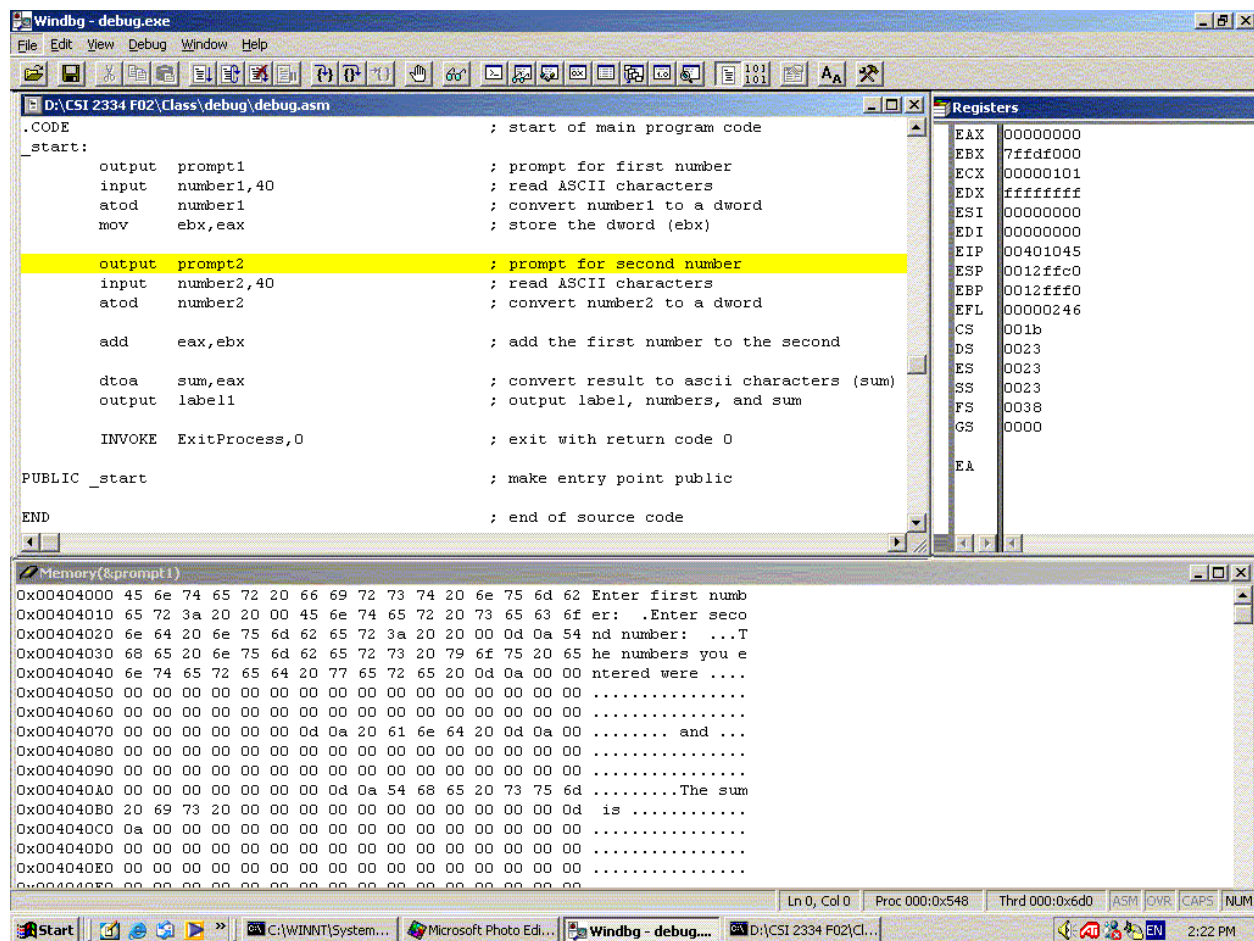 Windbg - debug.exe
File Edit View Debug Window Help
D:\CSI 2334 F02\Class\debug\debug.asm
.CODE ; start of main program code
_start:
output prompt1 ; prompt for first number
input number1,40 ; read ASCII characters
atod number1 ; convert number1 to a dword
mov ebx,eax ; store the dword (ebx)
output prompt2 ; prompt for second number
input number2,40 ; read ASCII characters
atod number2 ; convert number2 to a dword
add eax,ebx ; add the first number to the second
dtoa sum,eax ; convert result to ascii characters (sum)
output label1 ; output label, numbers, and sum
INVOKE ExitProcess,0 ; exit with return code 0
PUBLIC _start ; make entry point public
END ; end of source code
Registers
EAX 00000000
EBX 7ffdf000
ECX 00000101
EDX ffffffff
ESI 00000000
EDI 00000000
EIP 00401045
ESP 0012ffc0
EBP 0012fff0
EFL 00000246
CS 001b
DS 0023
ES 0023
SS 0023
FS 0038
GS 0000
EA
Memory(&prompt1)
0x00404000 45 6e 74 65 72 20 66 69 72 73 74 20 6e 75 6d 62 Enter first numb
0x00404010 65 72 3a 20 20 00 45 6e 74 65 72 20 73 65 63 6f er:  .Enter seco
0x00404020 6e 64 20 6e 75 6d 62 65 72 3a 20 20 00 0d 0a 54 nd number:  ...T
0x00404030 68 65 20 6e 75 6d 62 65 72 73 20 79 6f 75 20 65 he numbers you e
0x00404040 6e 74 65 72 65 64 20 77 65 72 65 20 0d 0a 00 00 ntered were ....
0x00404050 00 00 00 00 00 00 00 00 00 00 00 00 00 00 00 00 ................
0x00404060 00 00 00 00 00 00 00 00 00 00 00 00 00 00 00 00 ................
0x00404070 00 00 00 00 00 00 0d 0a 20 61 6e 64 20 0d 0a 00 ........ and ...
0x00404080 00 00 00 00 00 00 00 00 00 00 00 00 00 00 00 00 ................
0x00404090 00 00 00 00 00 00 00 00 00 00 00 00 00 00 00 00 ................
0x004040A0 00 00 00 00 00 00 00 0d 0a 54 68 65 20 73 75 6d .........The sum
0x004040B0 20 69 73 20 00 00 00 00 00 00 00 00 00 00 00 0d  is ............
0x004040C0 0a 00 00 00 00 00 00 00 00 00 00 00 00 00 00 00 ................
0x004040D0 00 00 00 00 00 00 00 00 00 00 00 00 00 00 00 00 ................
0x004040E0 00 00 00 00 00 00 00 00 00 00 00 00 00 00 00 00 ................
Ln 0, Col 0 Proc 000:0x548 Thrd 000:0x6d0 ASM OVR CAPS NUM
Start C:\WINNT\System... Microsoft Photo Edi... Windbg - debug.... D:\CSI 2334 F02\Cl... EN 2:22 PM